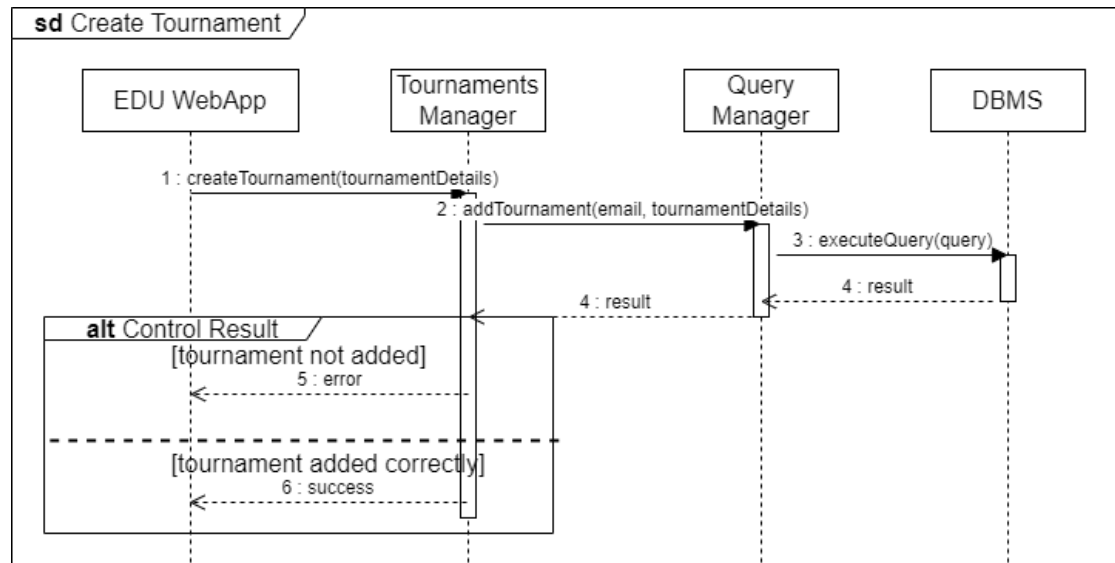 sd Create Tournament
EDU WebApp
Tournaments
Manager
Query
Manager
DBMS
1 : createTournament(tournamentDetails)
2 : addTournament(email, tournamentDetails)
3 : executeQuery(query)
4 : result
4 : result
alt Control Result
[tournament not added]
5 : error
[tournament added correctly]
6 : success